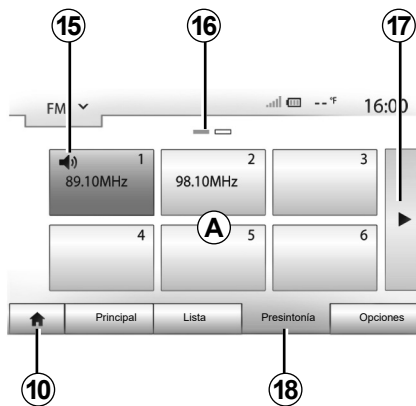 15
16
17
FM
--°F
16:00
1
2
3
89.10MHz
98.10MHz
A
4
5
6
Principal
Lista
Presintonía
Opciones
10
18